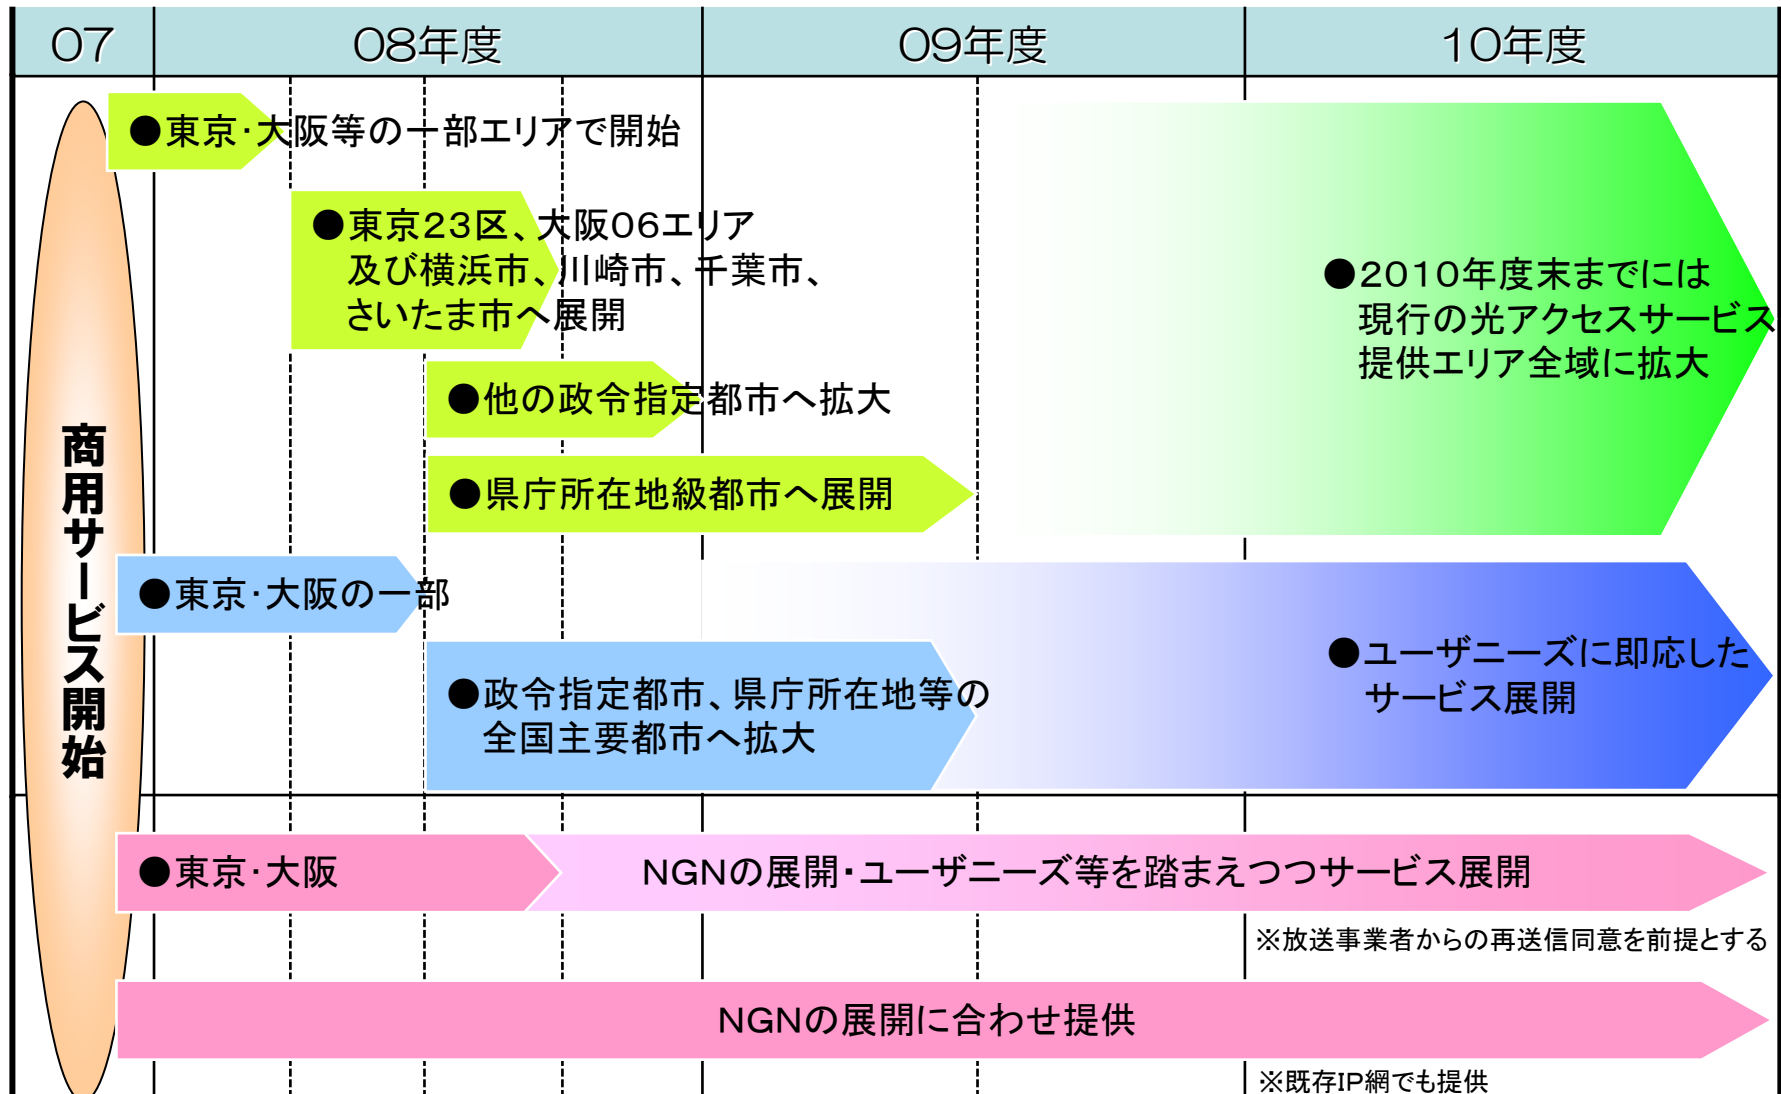 07
08年度
09年度
10年度
商用サービス開始
●東京・大阪等の一部エリアで開始
●東京23区、大阪06エリア
及び横浜市、川崎市、千葉市、
さいたま市へ展開
●他の政令指定都市へ拡大
●県庁所在地級都市へ展開
●2010年度末までには
現行の光アクセスサービス
提供エリア全域に拡大
●東京・大阪の一部
●政令指定都市、県庁所在地等の
全国主要都市へ拡大
●ユーザニーズに即応した
サービス展開
●東京・大阪
NGNの展開・ユーザニーズ等を踏まえつつサービス展開
※放送事業者からの再送信同意を前提とする
NGNの展開に合わせ提供
※既存IP網でも提供